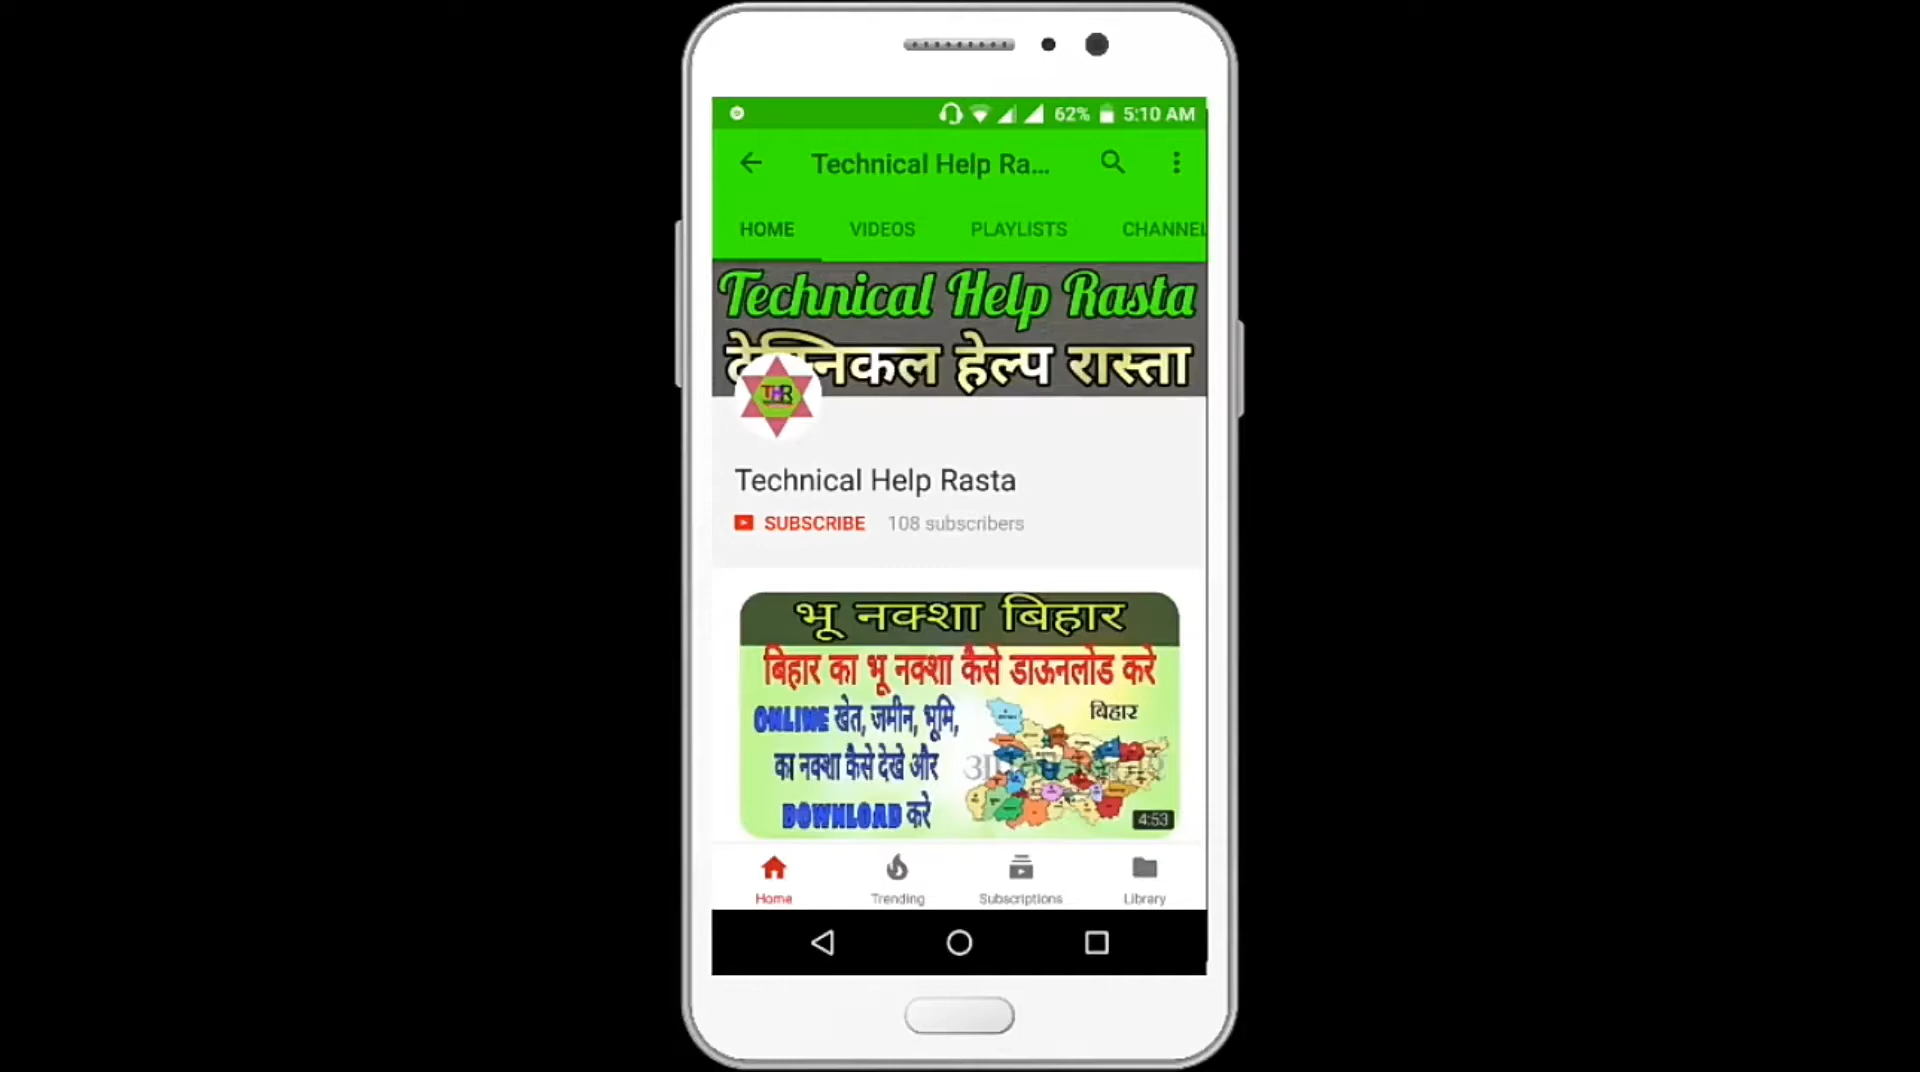 62% 5:10 AM
Technical Help Ra...
HOME VIDEOS PLAYLISTS CHANNEL
Technical Help Rasta
हेल्प रास्ता
THR
Technical Help Rasta
SUBSCRIBE 108 subscribers
भू नक्शा बिहार
बिहार का भू नक्शा कैसे डाऊनलोड करे
ONLINE खेत, जमीन, भूमि,
बिहार
का नक्शा कैसे देखे और
DOWNLOAD करे
4:53
Home Trending Subscriptions Library